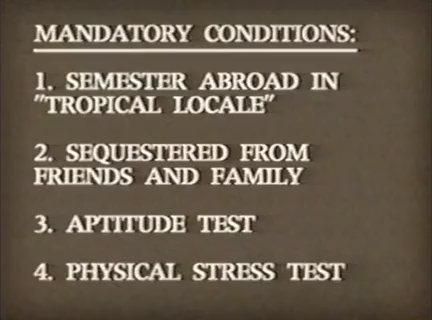 MANDATORY CONDITIONS:
1. SEMESTER ABROAD IN
"TROPICAL LOCALE"
2. SEQUESTERED FROM
FRIENDS AND FAMILY
3. APTITUDE TEST
4. PHYSICAL STRESS TEST